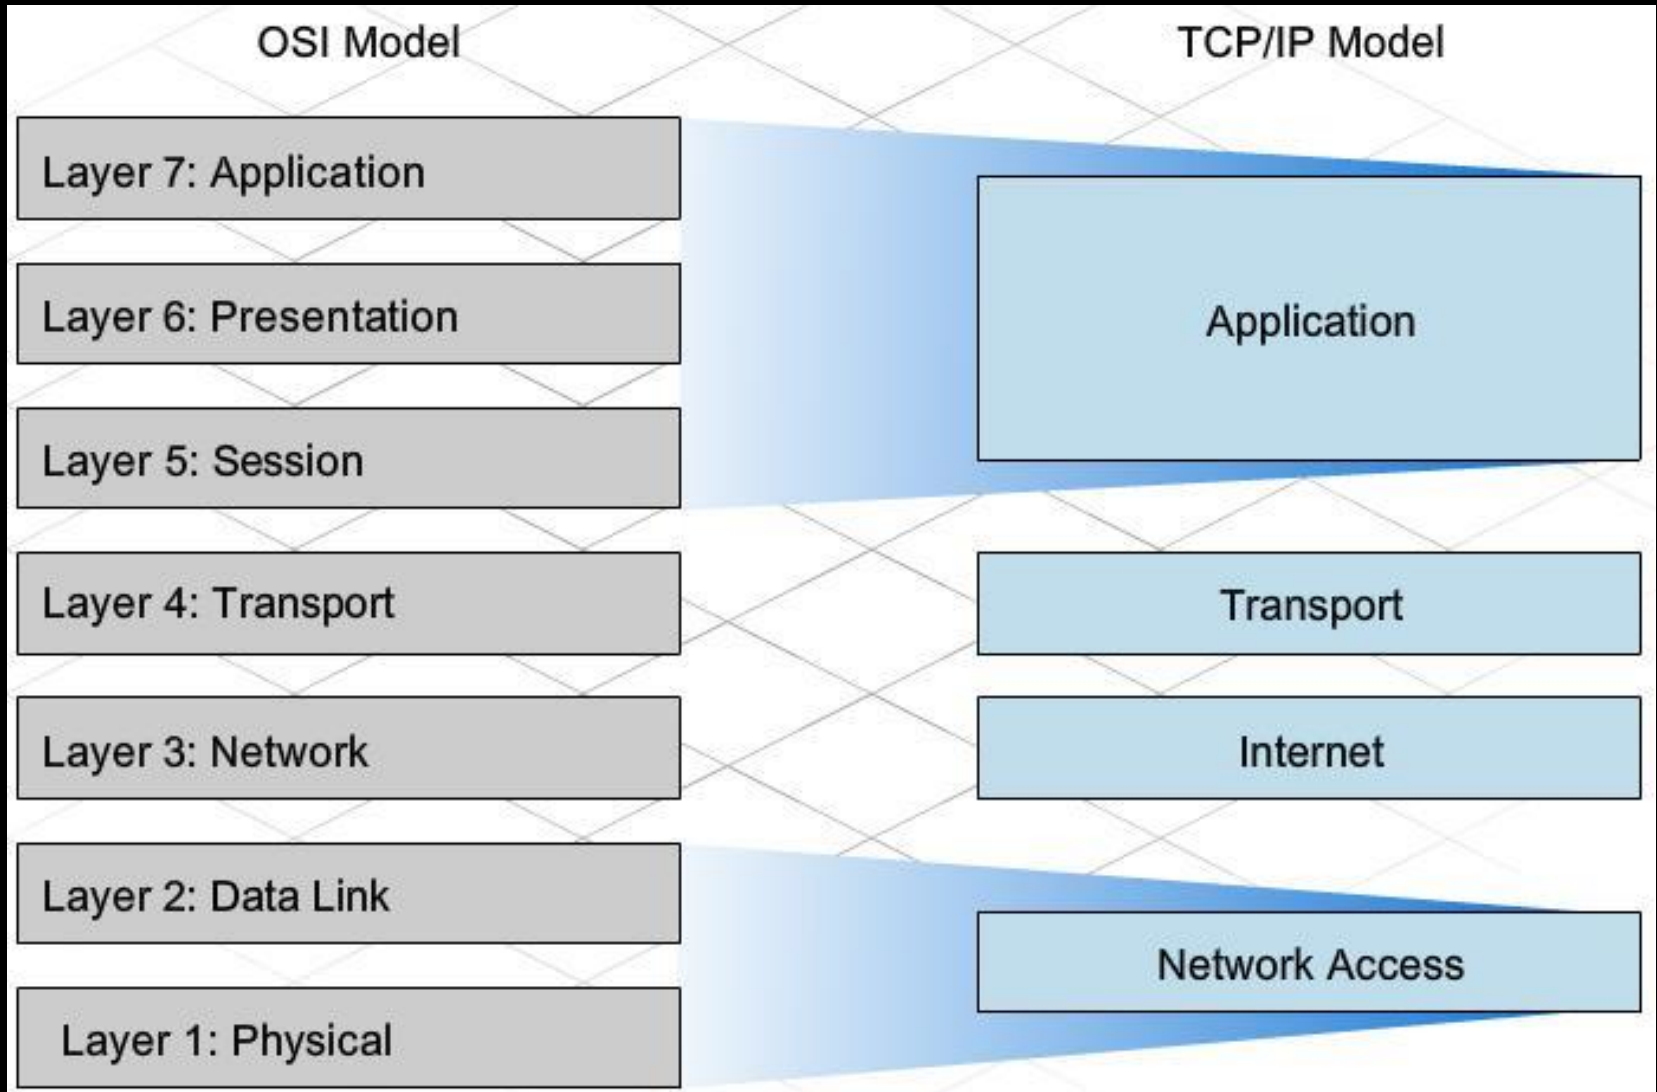 OSI Model
TCP/IP Model
Layer 7: Application
Layer 6: Presentation
Layer 5: Session
Layer 4: Transport
Layer 3: Network
Layer 2: Data Link
Layer 1: Physical
Application
Transport
Internet
Network Access